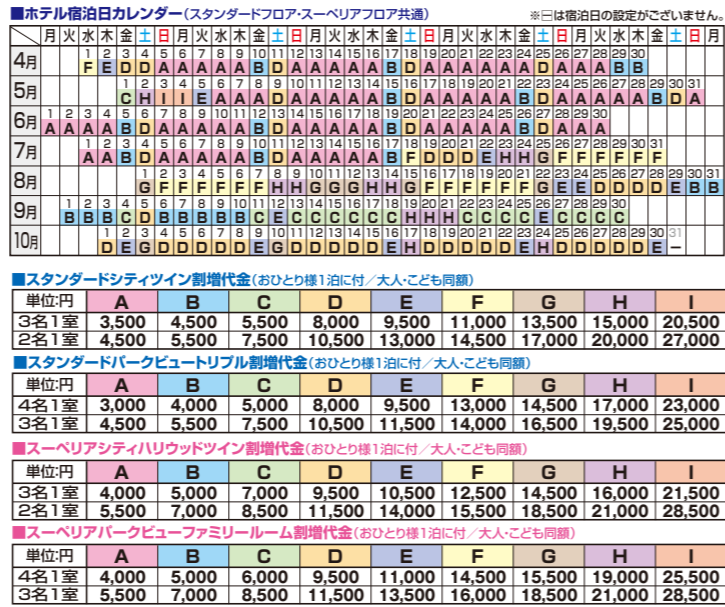 ■ホテル宿泊日カレンダー(スタンダードフロア・スーペリアフロア共通) ※⊟は宿泊日の設定がございません。
月 火 水 木 金 土 日 月 火 水 木 金 土 日 月 火 水 木 金 土 日 月 火 水 木 金 土 日 月 火 水 木 金 土 日 月
1 2 3 4 5 6 7 8 9 10 11 12 13 14 15 16 17 18 19 20 21 22 23 24 25 26 27 28 29 30
4月 F E D D A A A A A B D A A A A A B D A A A A A A D A A A B B
1 2 3 4 5 6 7 8 9 10 11 12 13 14 15 16 17 18 19 20 21 22 23 24 25 26 27 28 29 30 31
5月 C H I I E A A A D A A A A A B D A A A A A B D A A A A A B D A
1 2 3 4 5 6 7 8 9 10 11 12 13 14 15 16 17 18 19 20 21 22 23 24 25 26 27 28 29 30
6月 A A A A B D A A A A A B D A A A A A B D A A A A A B D A A A
1 2 3 4 5 6 7 8 9 10 11 12 13 14 15 16 17 18 19 20 21 22 23 24 25 26 27 28 29 30 31
7月 A A B D A A A A A B D A A A A A B F D D D E H H G F F F F F F
1 2 3 4 5 6 7 8 9 10 11 12 13 14 15 16 17 18 19 20 21 22 23 24 25 26 27 28 29 30 31
8月 G F F F F F F H H G G G H H G F F F F F F G E E D D D D E B B
1 2 3 4 5 6 7 8 9 10 11 12 13 14 15 16 17 18 19 20 21 22 23 24 25 26 27 28 29 30
9月 B B B C D B B B B B C E C C C C C C H H H C C C C E C C C C
1 2 3 4 5 6 7 8 9 10 11 12 13 14 15 16 17 18 19 20 21 22 23 24 25 26 27 28 29 30 31
10月 D E G D D D D D E G D D D D D E H D D D D D E H D D D D D E −
■スタンダードシティツイン割増代金(おひとり様1泊に付/大人・こども同額)
単位:円 A B C D E F G H I
3名1室 3,500 4,500 5,500 8,000 9,500 11,000 13,500 15,000 20,500
2名1室 4,500 5,500 7,500 10,500 13,000 14,500 17,000 20,000 27,000
■スタンダードパークビュートリプル割増代金(おひとり様1泊に付/大人・こども同額)
単位:円 A B C D E F G H I
4名1室 3,000 4,000 5,000 8,000 9,500 13,000 14,500 17,000 23,000
3名1室 4,500 5,500 7,500 10,500 11,500 14,000 16,500 19,500 25,000
■スーペリアシティハリウッドツイン割増代金(おひとり様1泊に付/大人・こども同額)
単位:円 A B C D E F G H I
3名1室 4,000 5,000 7,000 9,500 10,500 12,500 14,500 16,000 21,500
2名1室 5,500 7,000 8,500 11,500 14,000 15,500 18,500 21,000 28,500
■スーペリアパークビューファミリールーム割増代金(おひとり様1泊に付/大人・こども同額)
単位:円 A B C D E F G H I
4名1室 4,000 5,000 6,000 9,500 11,000 14,500 15,500 19,000 25,500
3名1室 5,500 7,000 8,500 11,500 13,500 16,000 18,500 21,000 28,500